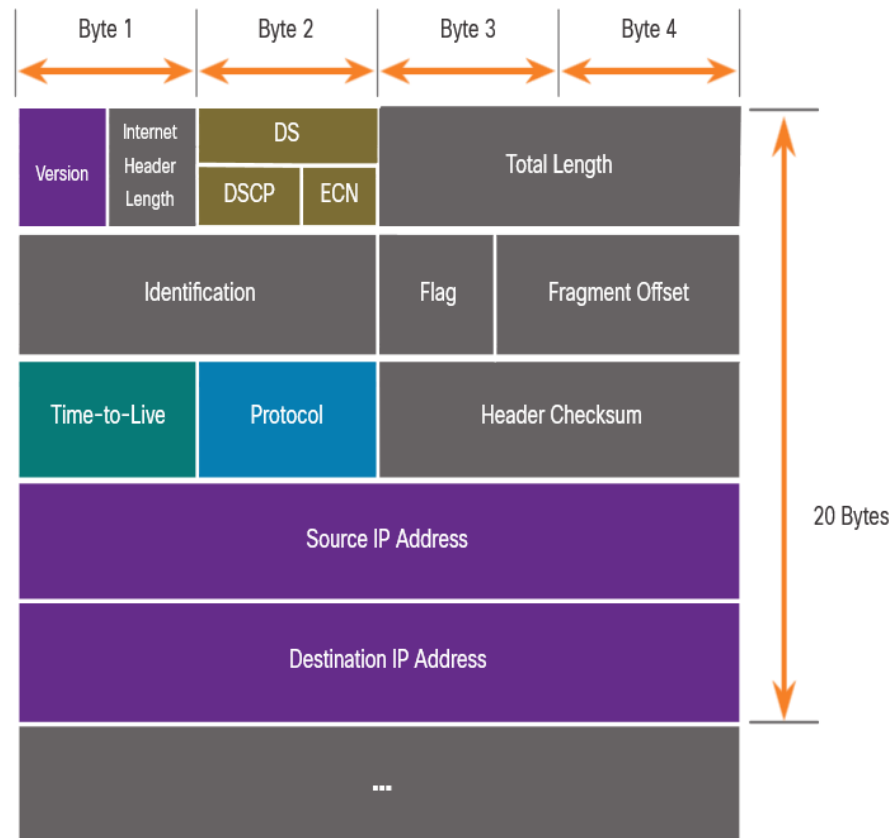 Byte 1 Byte 2 Byte 3 Byte 4
Version
Internet
Header
Length
DS
DSCP ECN
Total Length
Identification Flag Fragment Offset
Time-to-Live Protocol Header Checksum
Source IP Address
20 Bytes
Destination IP Address
...